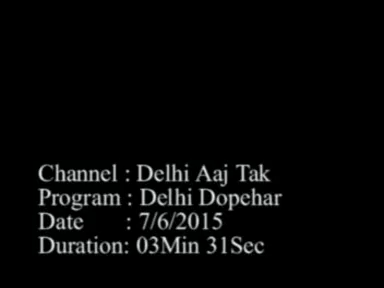 Channel : Delhi Aaj Tak
Program : Delhi Dopehar
Date : 7/6/2015
Duration: 03Min 31Sec